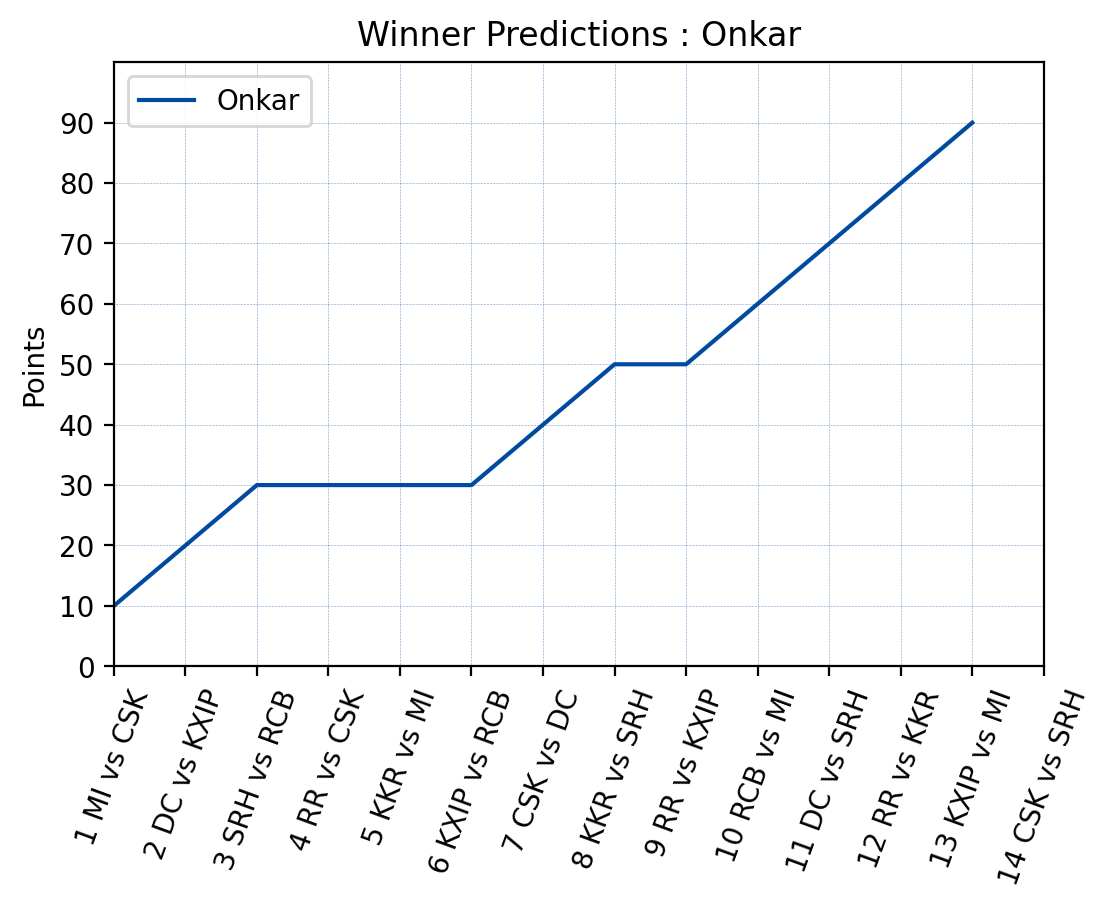 Winner Predictions : Onkar
Onkar
Points
90
80
70
60
50
40
30
20
10
0
1 MI vs CSK
2 DC vs KXIP
3 SRH vs RCB
4 RR vs CSK
5 KKR vs MI
6 KXIP vs RCB
7 CSK vs DC
8 KKR vs SRH
9 RR vs KXIP
10 RCB vs MI
11 DC vs SRH
12 RR vs KKR
13 KXIP vs MI
14 CSK vs SRH